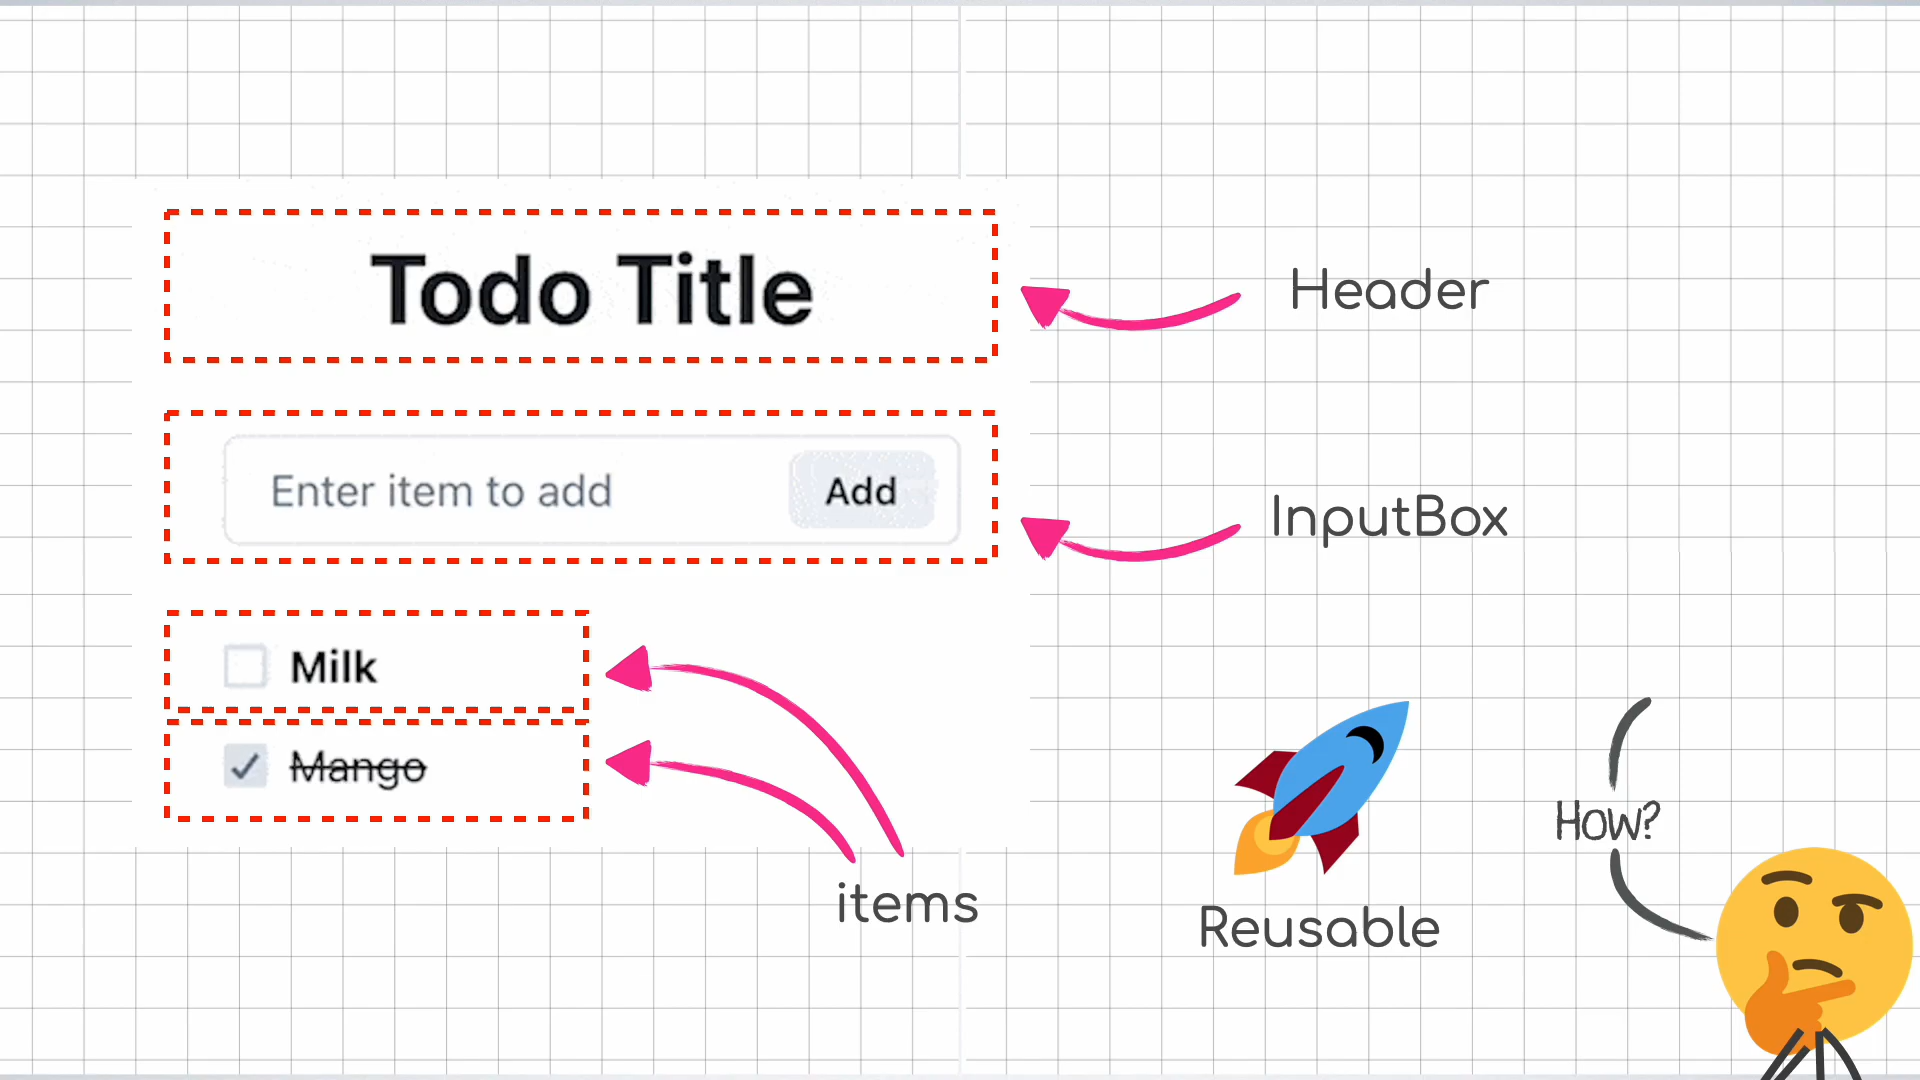 Todo Title
Header
Enter item to add
Add
InputBox
Milk
Mango
items
Reusable
How?